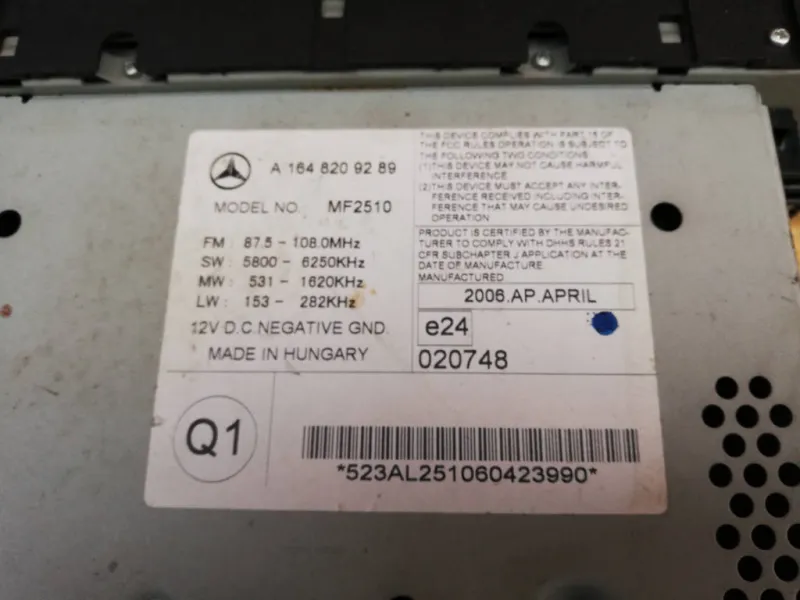 A 164 820 92 89
MODEL NO. MF2510
FM : 87.5 - 108.0MHz
SW : 5800 - 6250KHz
MW : 531 - 1620KHz
LW : 153 - 282KHz
12V D.C.NEGATIVE GND.
MADE IN HUNGARY
THIS DEVICE COMPLIES WITH PART 15 OF
THE FCC RULES OPERATION IS SUBJECT TO
THE FOLLOWING TWO CONDITIONS.
(1)THIS DEVICE MAY NOT CAUSE HARMFUL
INTERFERENCE
(2)THIS DEVICE MUST ACCEPT ANY INTER-
FERENCE RECEIVED INCLUDING INTER-
FERENCE THAT MAY CAUSE UNDESIRED
OPERATION
PRODUCT IS CERTIFIED BY THE MANUFAC-
TURER TO COMPLY WITH DHHS RULES 21
CFR SUBCHAPTER J APPLICATION AT THE
DATE OF MANUFACTURE.
MANUFACTURED
2006.AP.APRIL
e24
020748
Q1
*523AL251060423990*